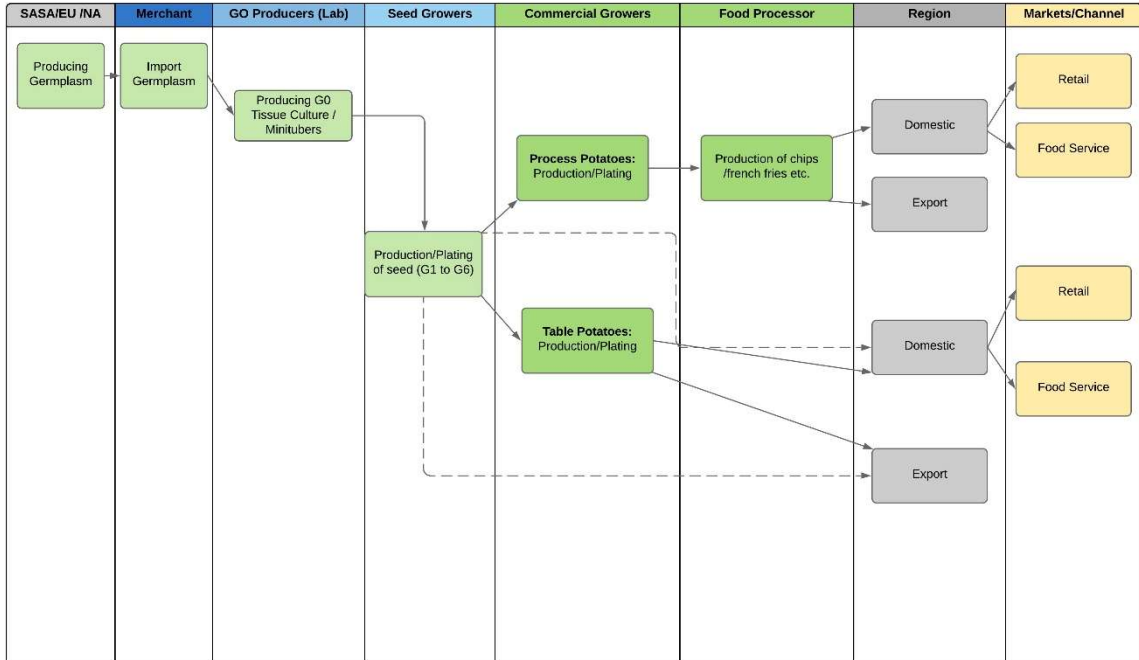 SASA/EU /NA
Merchant
GO Producers (Lab)
Seed Growers
Commercial Growers
Food Processor
Region
Markets/Channel
Producing
Germplasm
Import
Germplasm
Producing G0
Tissue Culture /
Minitubers
Production/Plating
of seed (G1 to G6)
Process Potatoes:
Production/Plating
Production of chips
/french fries etc.
Domestic
Retail
Food Service
Export
Table Potatoes:
Production/Plating
Domestic
Retail
Food Service
Export